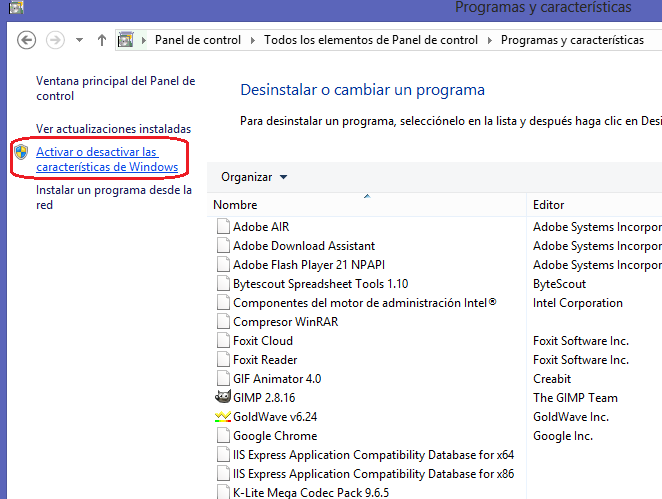 Programas y características
Panel de control
Todos los elementos de Panel de control
Programas y características
Ventana principal del Panel de
control
Ver actualizaciones instaladas
Activar o desactivar las
características de Windows
Instalar un programa desde la
red
Desinstalar o cambiar un programa
Para desinstalar un programa, selecciónelo en la lista y después haga clic en Desi
Organizar
Nombre Editor
Adobe AIR Adobe Systems Incorpor
Adobe Download Assistant Adobe Systems Incorpor
Adobe Flash Player 21 NPAPI Adobe Systems Incorpor
Bytescout Spreadsheet Tools 1.10 ByteScout
Componentes del motor de administración Intel® Intel Corporation
Compresor WinRAR
Foxit Cloud Foxit Software Inc.
Foxit Reader Foxit Software Inc.
GIF Animator 4.0 Creabit
GIMP 2.8.16 The GIMP Team
GoldWave v6.24 GoldWave Inc.
Google Chrome Google Inc.
IIS Express Application Compatibility Database for x64
IIS Express Application Compatibility Database for x86
K-Lite Mega Codec Pack 9.6.5